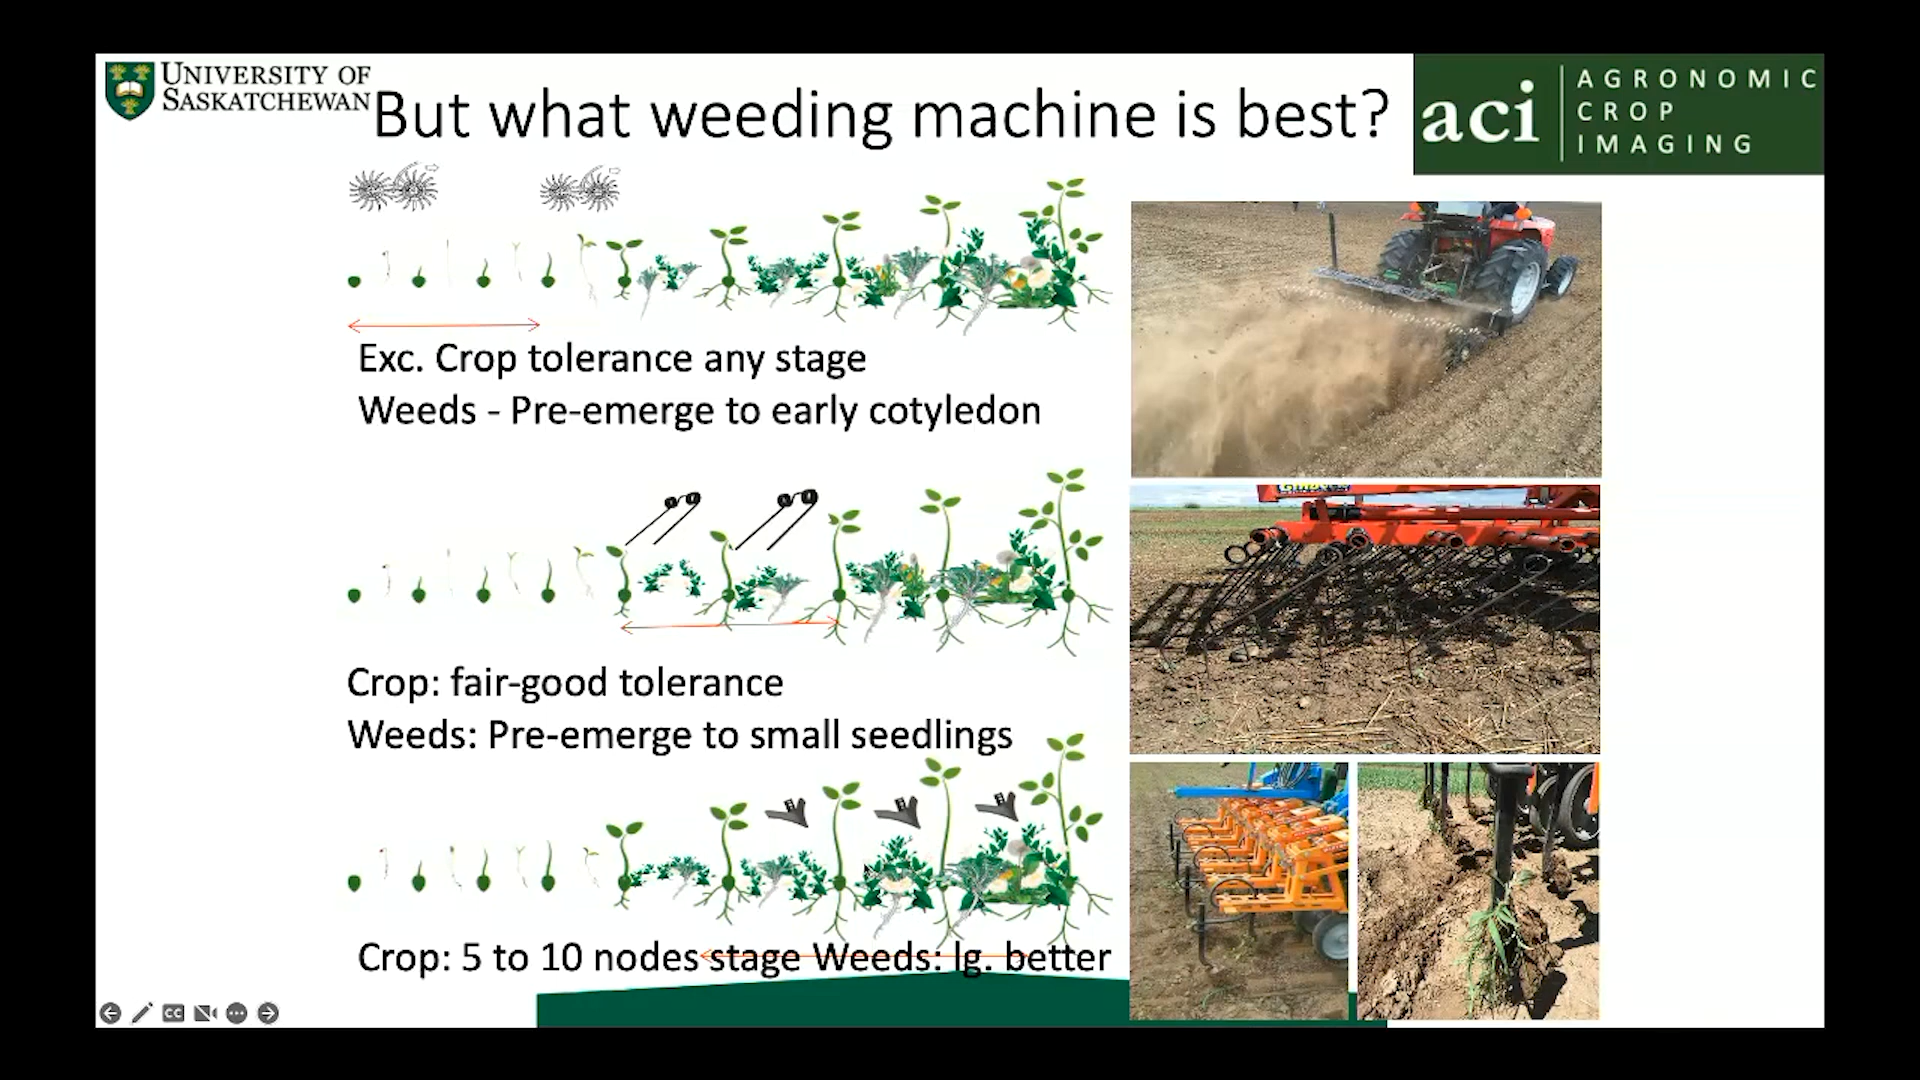 UNIVERSITY OF
SASKATCHEWAN
But what weeding machine is best?
aci
AGRONOMIC
CROP
IMAGING
Exc. Crop tolerance any stage
Weeds - Pre-emerge to early cotyledon
Crop: fair-good tolerance
Weeds: Pre-emerge to small seedlings
Crop: 5 to 10 nodes stage Weeds: lg. better
CC